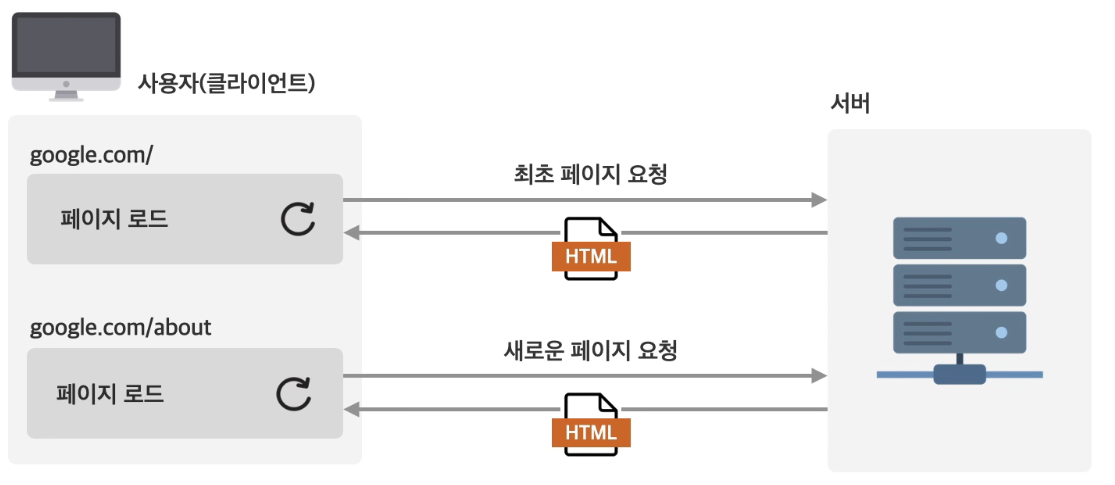 사용자(클라이언트)
서버
google.com/
페이지 로드
최초 페이지 요청
HTML
google.com/about
페이지 로드
새로운 페이지 요청
HTML